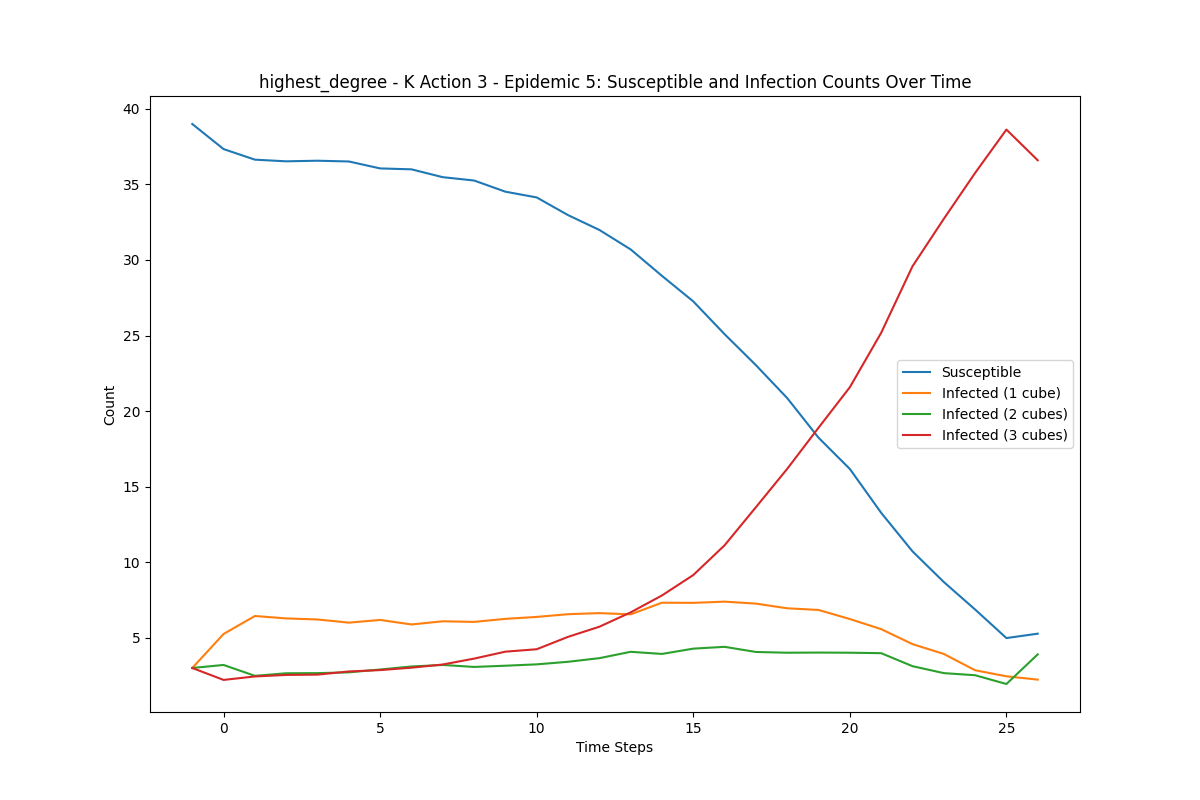 highest_degree - K Action 3 - Epidemic 5: Susceptible and Infection Counts Over Time
40
35
30
25
20
15
10
5
Count
Susceptible
Infected (1 cube)
Infected (2 cubes)
Infected (3 cubes)
0 5 10 15 20 25
Time Steps